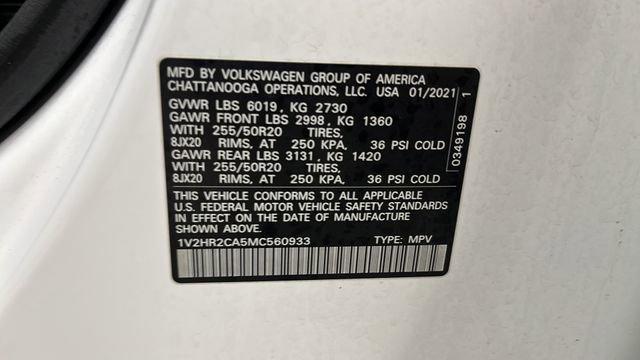 MFD BY VOLKSWAGEN GROUP OF AMERICA
CHATTANOOGA OPERATIONS, LLC. USA 01/2021
GVWR LBS 6019, KG 2730
GAWR FRONT LBS 2998, KG 1360
WITH 255/50R20 TIRES,
8JX20 RIMS, AT 250 KPA, 36 PSI COLD
GAWR REAR LBS 3131, KG 1420
WITH 255/50R20 TIRES,
8JX20 RIMS, AT 250 KPA, 36 PSI COLD
THIS VEHICLE CONFORMS TO ALL APPLICABLE
U.S. FEDERAL MOTOR VEHICLE SAFETY STANDARDS
IN EFFECT ON THE DATE OF MANUFACTURE
SHOWN ABOVE.
1V2HR2CA5MC560933 TYPE: MPV
0349198 1